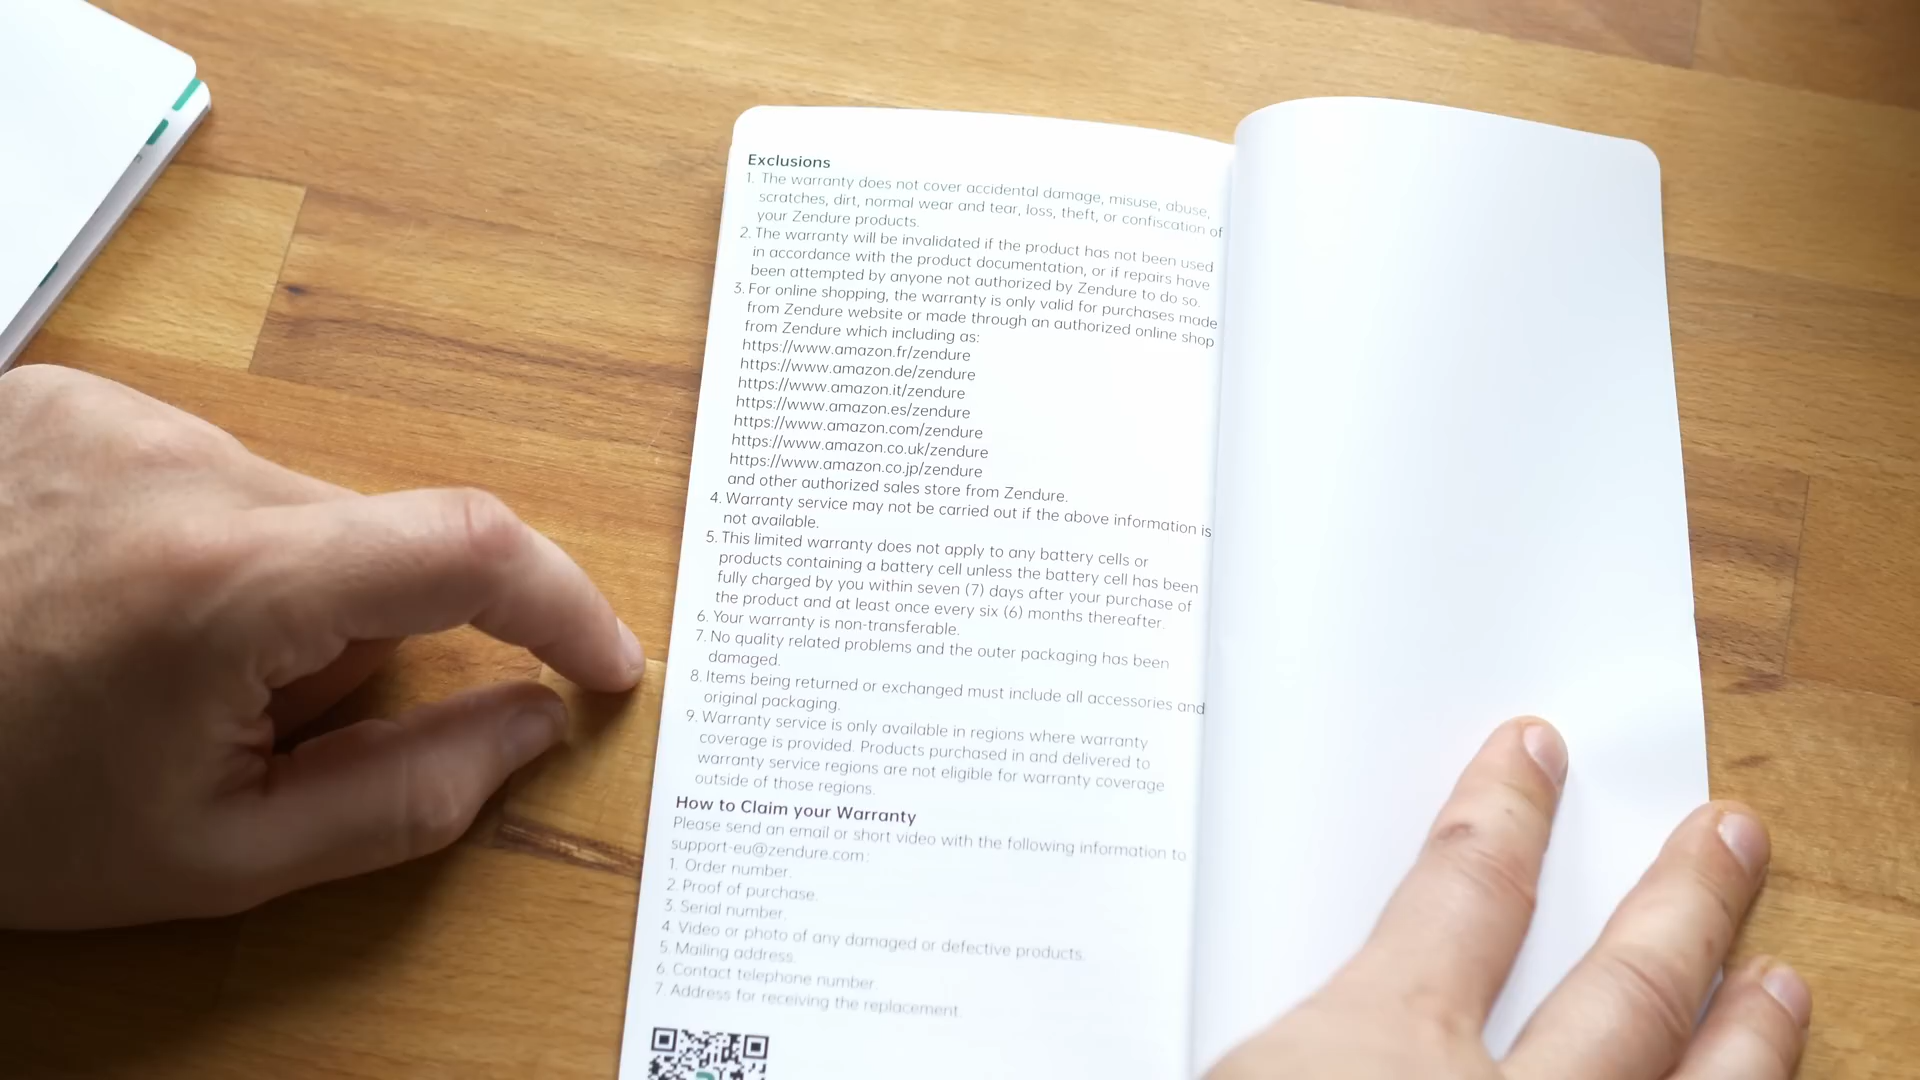 Exclusions
1. The warranty does not cover accidental damage, misuse, abuse,
scratches, dirt, normal wear and tear, loss, theft, or confiscation of
your Zendure products.
2. The warranty will be invalidated if the product has not been used
in accordance with the product documentation, or if repairs have
been attempted by anyone not authorized by Zendure to do so.
3. For online shopping, the warranty is only valid for purchases made
from Zendure website or made through an authorized online shop
from Zendure which including as:
https://www.amazon.fr/zendure
https://www.amazon.de/zendure
https://www.amazon.it/zendure
https://www.amazon.es/zendure
https://www.amazon.com/zendure
https://www.amazon.co.uk/zendure
https://www.amazon.co.jp/zendure
and other authorized sales store from Zendure.
4. Warranty service may not be carried out if the above information is
not available.
5. This limited warranty does not apply to any battery cells or
products containing a battery cell unless the battery cell has been
fully charged by you within seven (7) days after your purchase of
the product and at least once every six (6) months thereafter.
6. Your warranty is non-transferable.
7. No quality related problems and the outer packaging has been
damaged.
8. Items being returned or exchanged must include all accessories and
original packaging.
9. Warranty service is only available in regions where warranty
coverage is provided. Products purchased in and delivered to
warranty service regions are not eligible for warranty coverage
outside of those regions.
How to Claim your Warranty
Please send an email or short video with the following information to
support-eu@zendure.com:
1. Order number.
2. Proof of purchase.
3. Serial number.
4. Video or photo of any damaged or defective products.
5. Mailing address.
6. Contact telephone number.
7. Address for receiving the replacement.